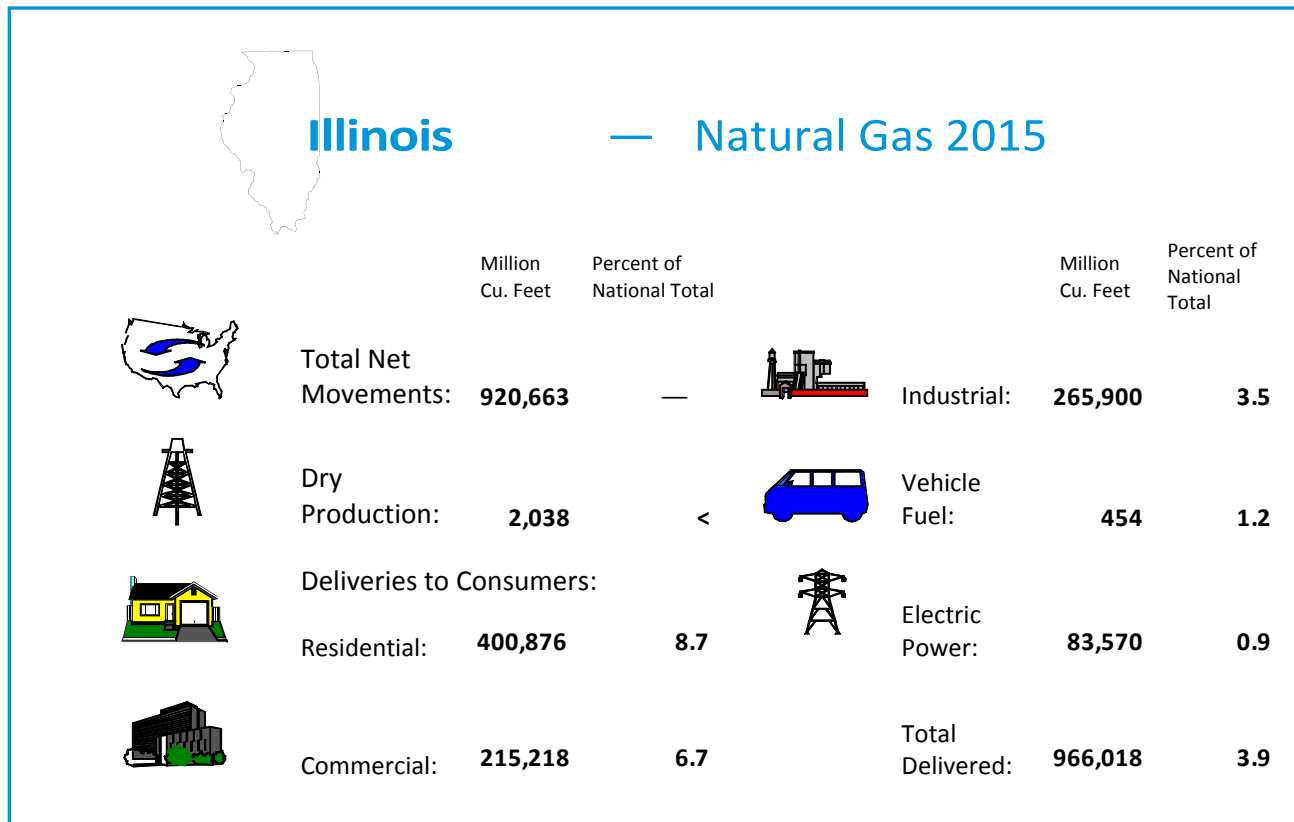 Illinois — Natural Gas 2015
Million
Cu. Feet
Percent of
National Total
Total Net
Movements: 920,663 —
Dry
Production: 2,038 <
Deliveries to Consumers:
Residential: 400,876 8.7
Commercial: 215,218 6.7
Million
Cu. Feet
Percent of
National
Total
Industrial: 265,900 3.5
Vehicle
Fuel: 454 1.2
Electric
Power: 83,570 0.9
Total
Delivered: 966,018 3.9